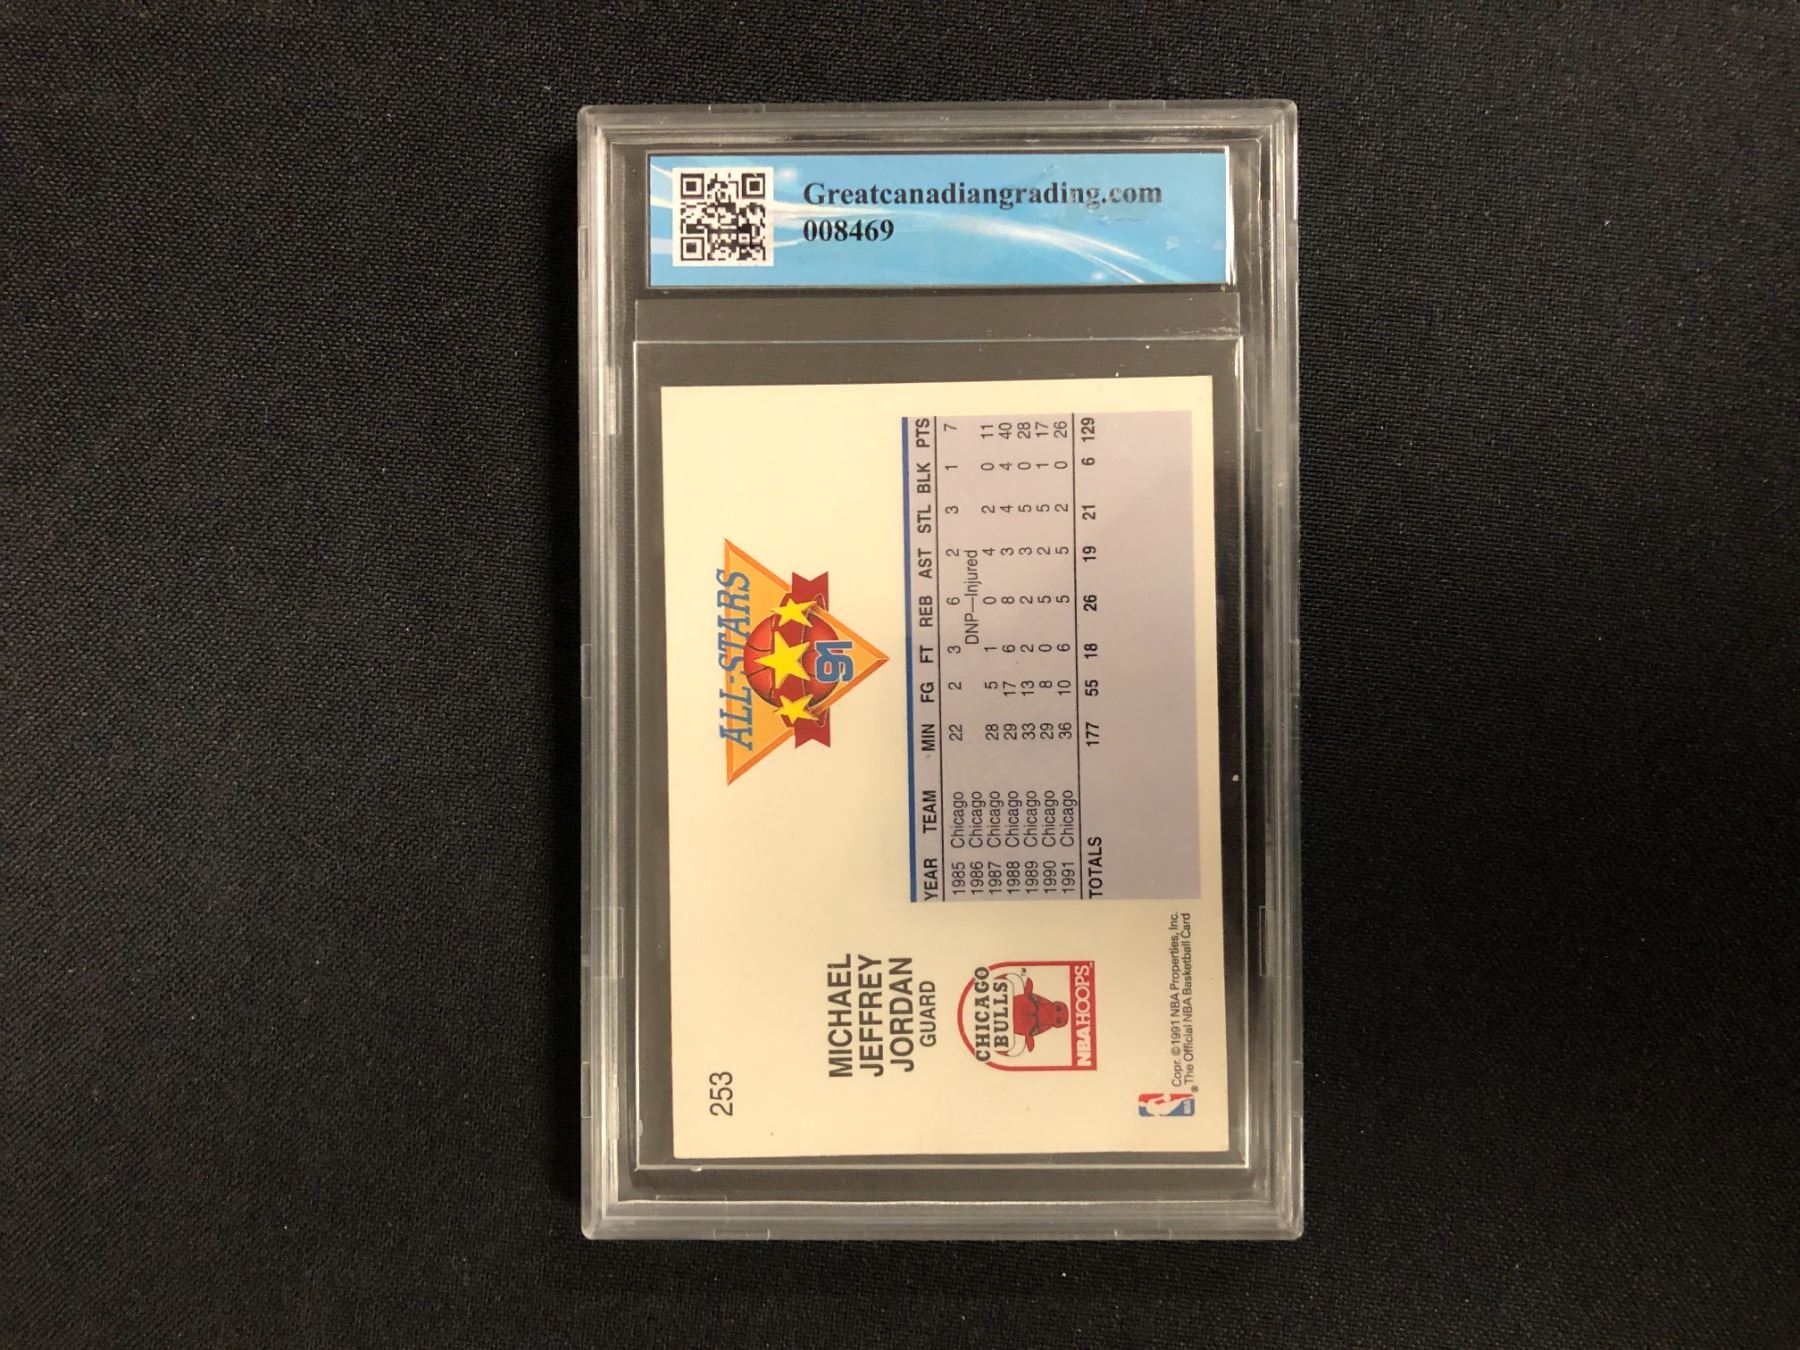 Greatcanadiangrading.com
008469
253
ALL-STARS
91
MICHAEL
JEFFREY
JORDAN
GUARD
CHICAGO
BULLS
TM
NBA HOOPS
YEAR TEAM MIN FG FT REB AST STL BLK PTS
1985 Chicago 22 2 3 6 2 3 1 7
1986 Chicago DNP—Injured
1987 Chicago 28 5 1 0 4 2 0 11
1988 Chicago 29 17 6 8 3 4 4 40
1989 Chicago 33 13 2 2 3 5 0 28
1990 Chicago 29 8 0 5 2 5 1 17
1991 Chicago 36 10 6 5 5 2 0 26
TOTALS 177 55 18 26 19 21 6 129
NBA
Copr. ©1991 NBA Properties, Inc.
® The Official NBA Basketball Card